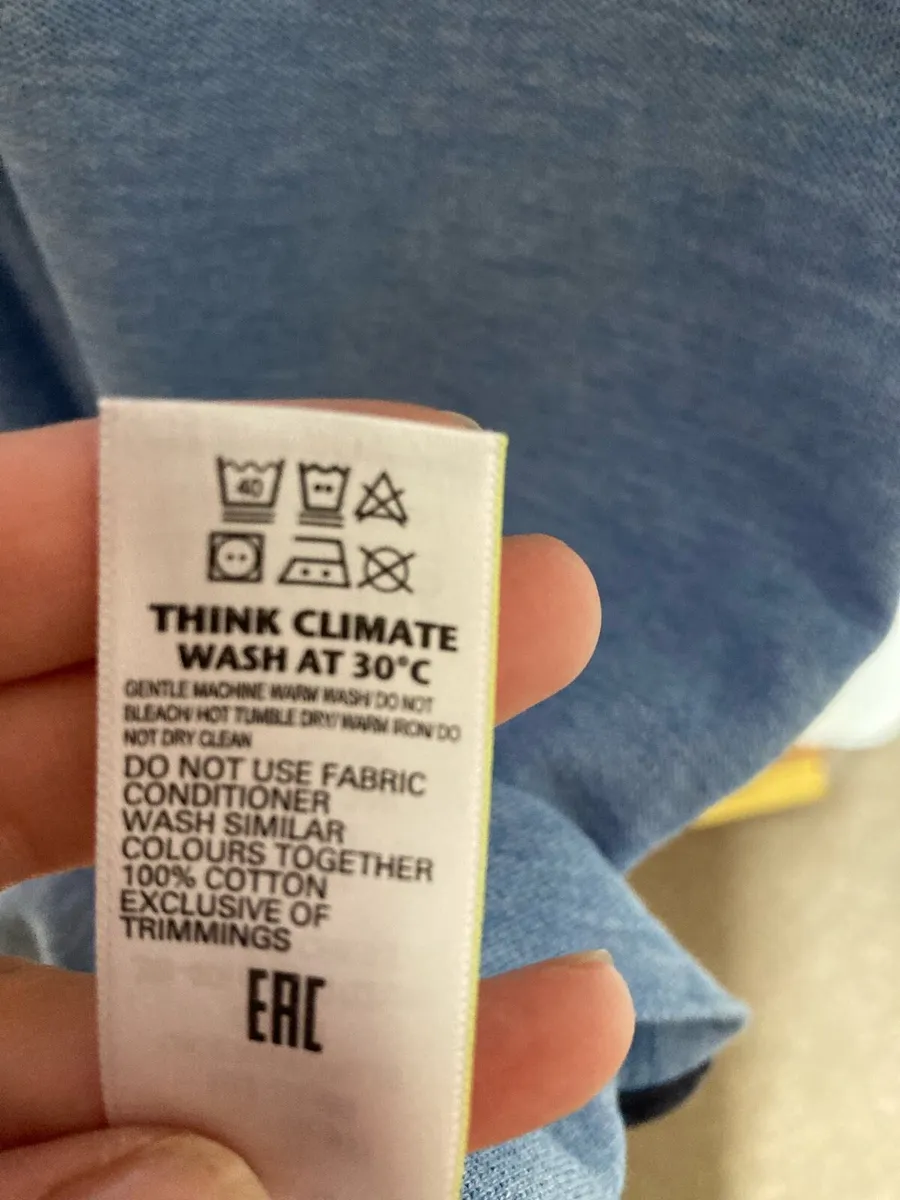 40
THINK CLIMATE
WASH AT 30°C
GENTLE MACHINE WARM WASH/ DO NOT
BLEACH/ HOT TUMBLE DRY/ WARM IRON/ DO
NOT DRY CLEAN
DO NOT USE FABRIC
CONDITIONER
WASH SIMILAR
COLOURS TOGETHER
100% COTTON
EXCLUSIVE OF
TRIMMINGS
EAC